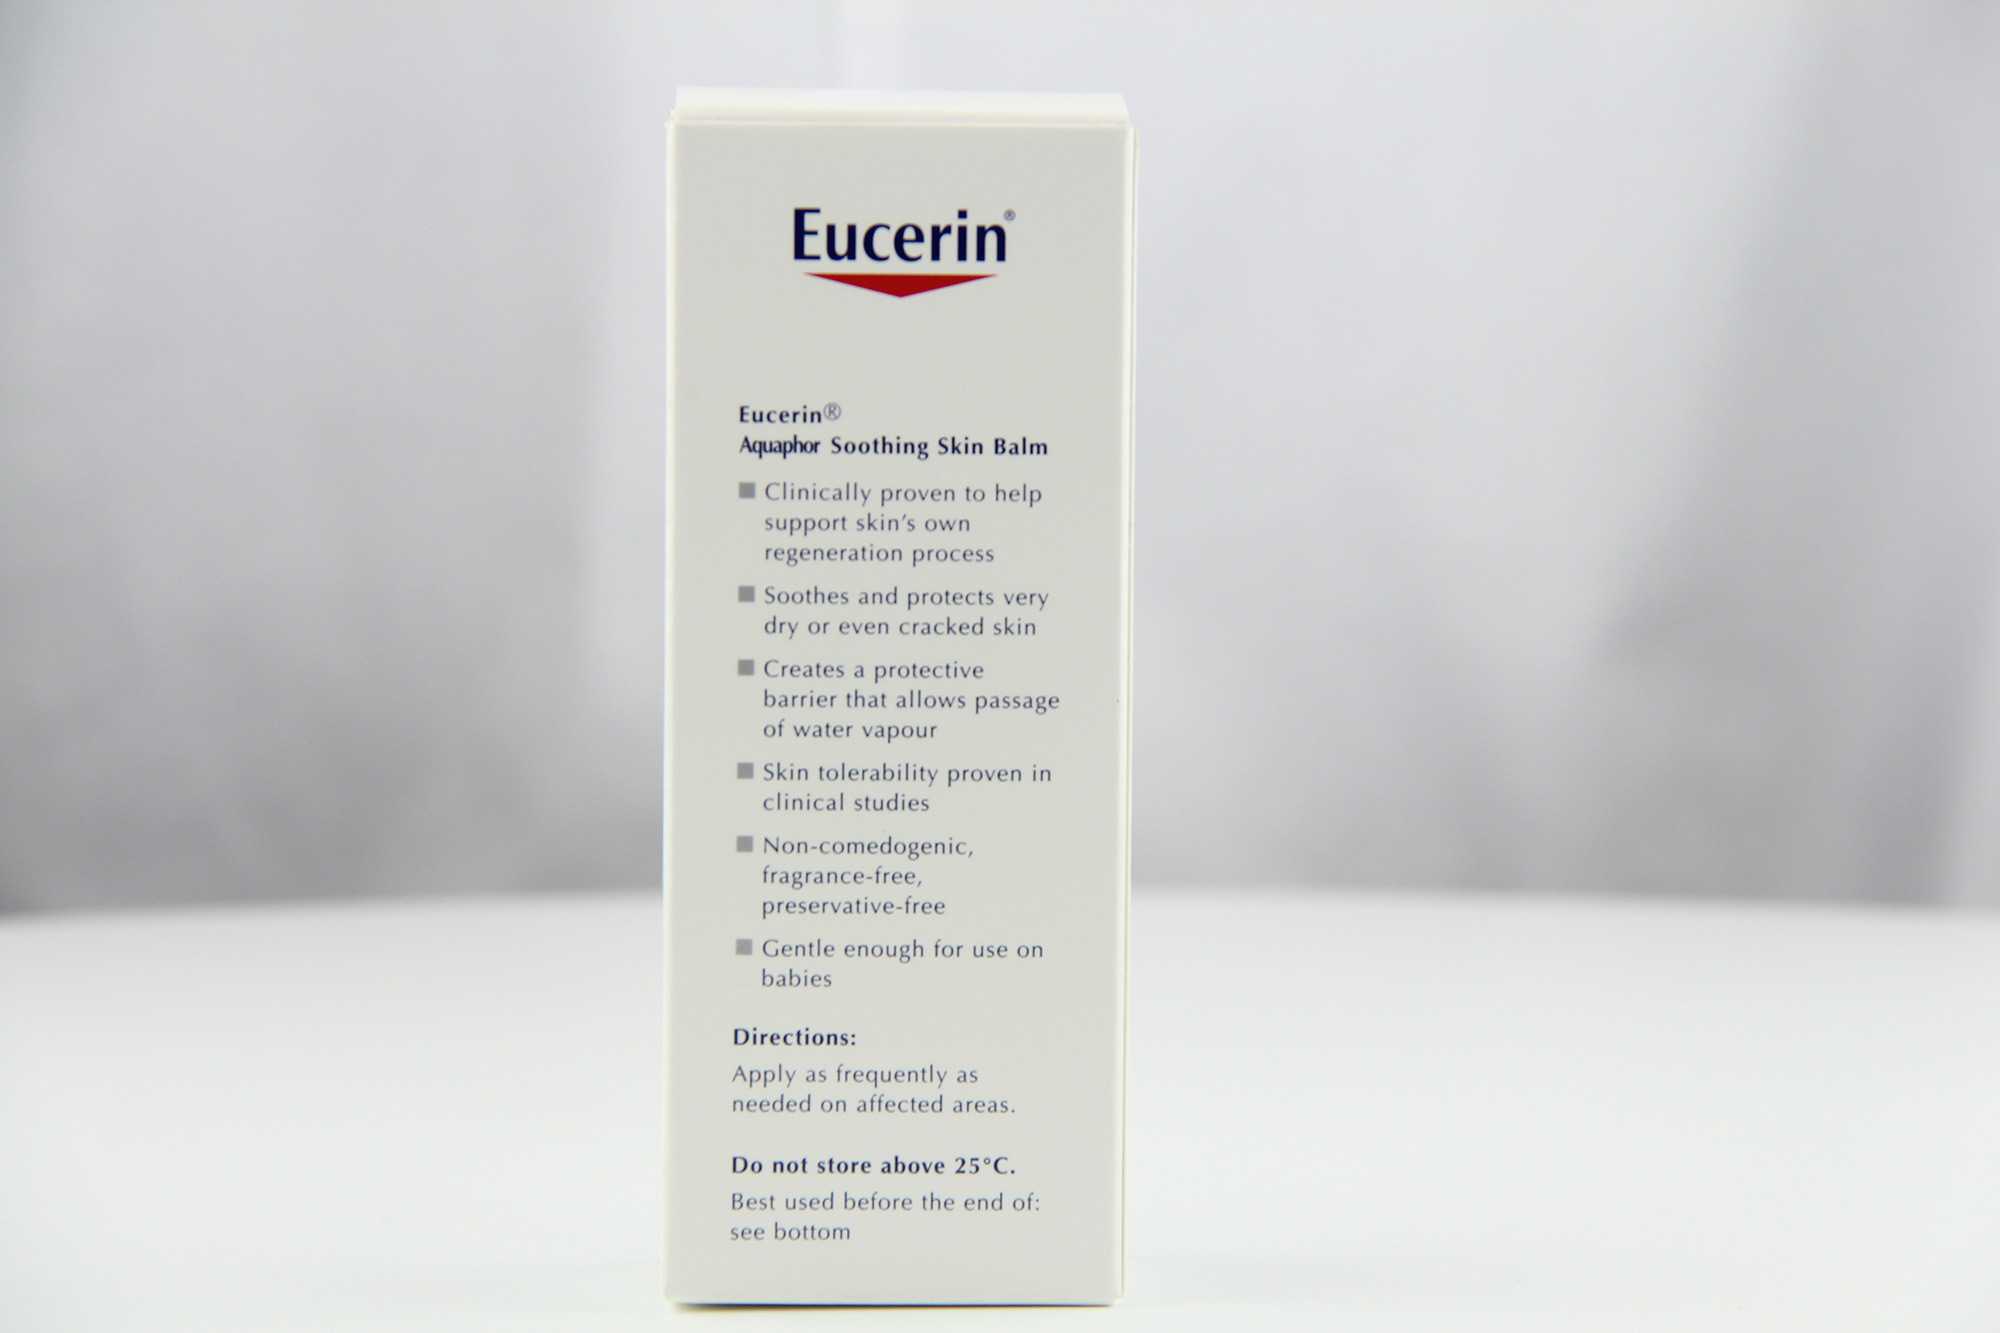 Eucerin®
Eucerin®
Aquaphor Soothing Skin Balm
■ Clinically proven to help
support skin's own
regeneration process
■ Soothes and protects very
dry or even cracked skin
■ Creates a protective
barrier that allows passage
of water vapour
■ Skin tolerability proven in
clinical studies
■ Non-comedogenic,
fragrance-free,
preservative-free
■ Gentle enough for use on
babies
Directions:
Apply as frequently as
needed on affected areas.
Do not store above 25°C.
Best used before the end of:
see bottom